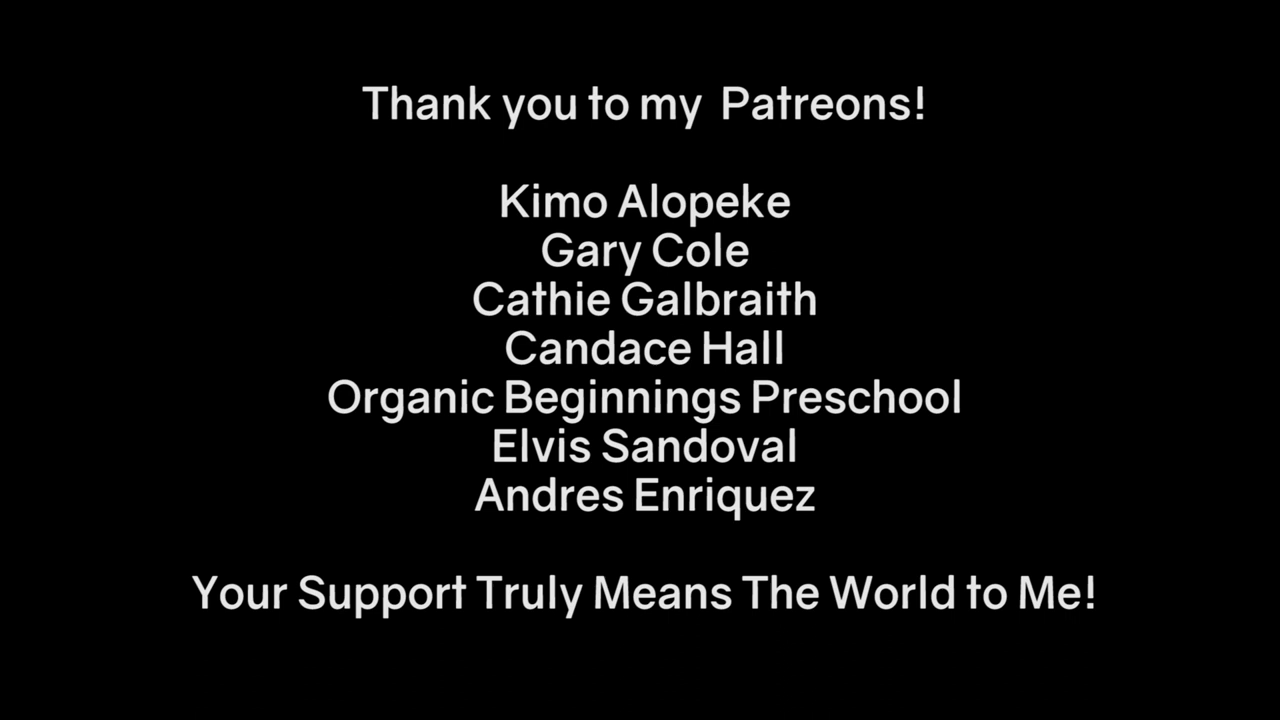 Thank you to my  Patreons!
Kimo Alopeke
Gary Cole
Cathie Galbraith
Candace Hall
Organic Beginnings Preschool
Elvis Sandoval
Andres Enriquez
Your Support Truly Means The World to Me!